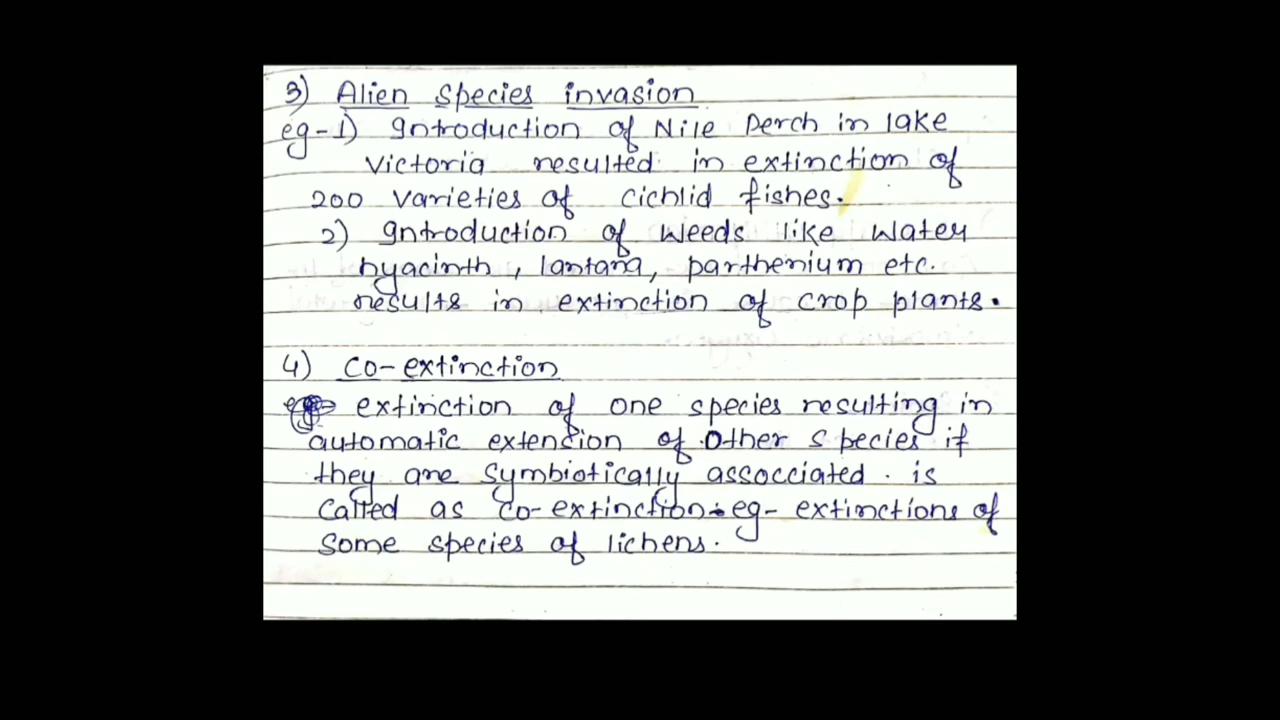 3) Alien species invasion
eg-1) Introduction of Nile Perch in lake
Victoria resulted in extinction of
200 varieties of cichlid fishes.
2) Introduction of weeds like water
hyacinth, lantana, parthenium etc.
results in extinction of crop plants.
4) Co-extinction
extinction of one species resulting in
automatic extension of other species if
they are symbiotically assocciated. is
called as co-extinction. eg- extinctions of
some species of lichens.